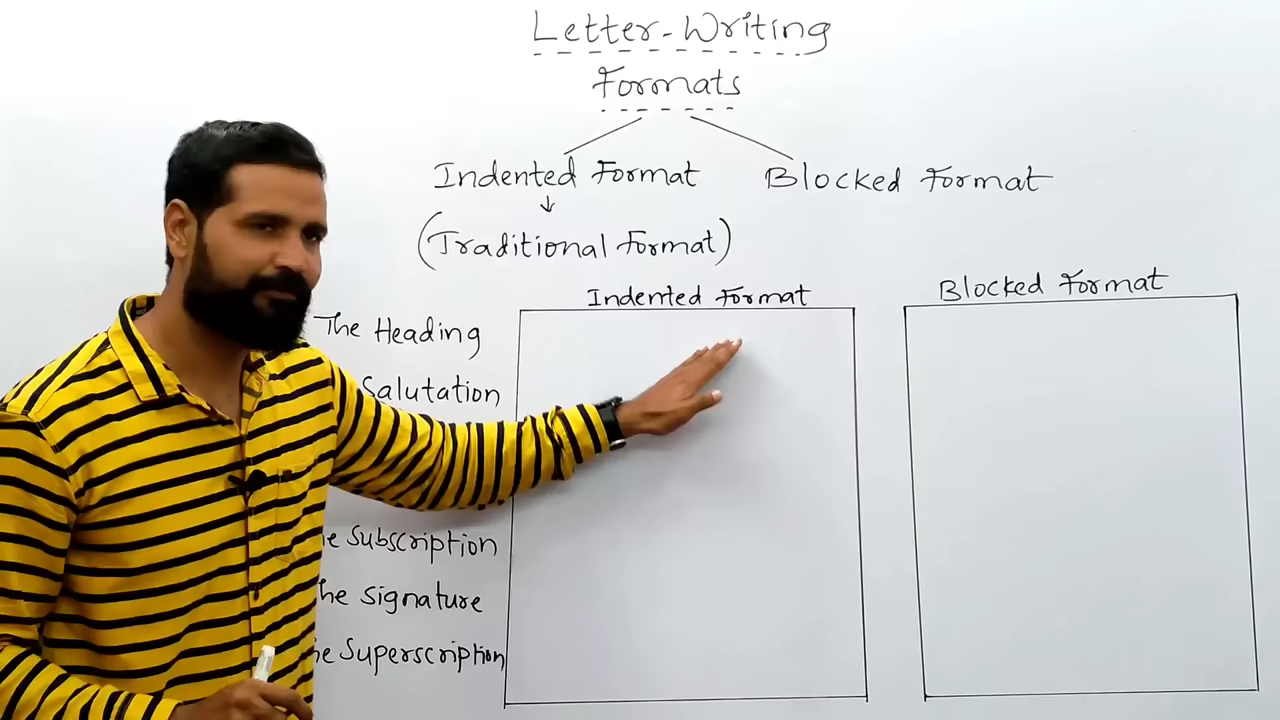 Letter-Writing
Formats
Indented Format
Blocked Format
(Traditional Format)
Indented Format
Blocked Format
The Heading
Salutation
Subscription
The Signature
Superscription